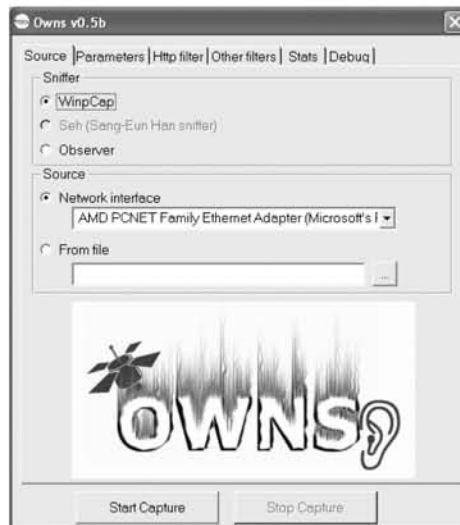 Owns v0.5b
Source Parameters Http filter Other filters Stats Debug
Sniffer
WinpCap
Seh (Sang-Eun Han sniffer)
Observer
Source
Network interface
AMD PCNET Family Ethernet Adapter (Microsoft's
From file
...
OWNS
Start Capture Stop Capture